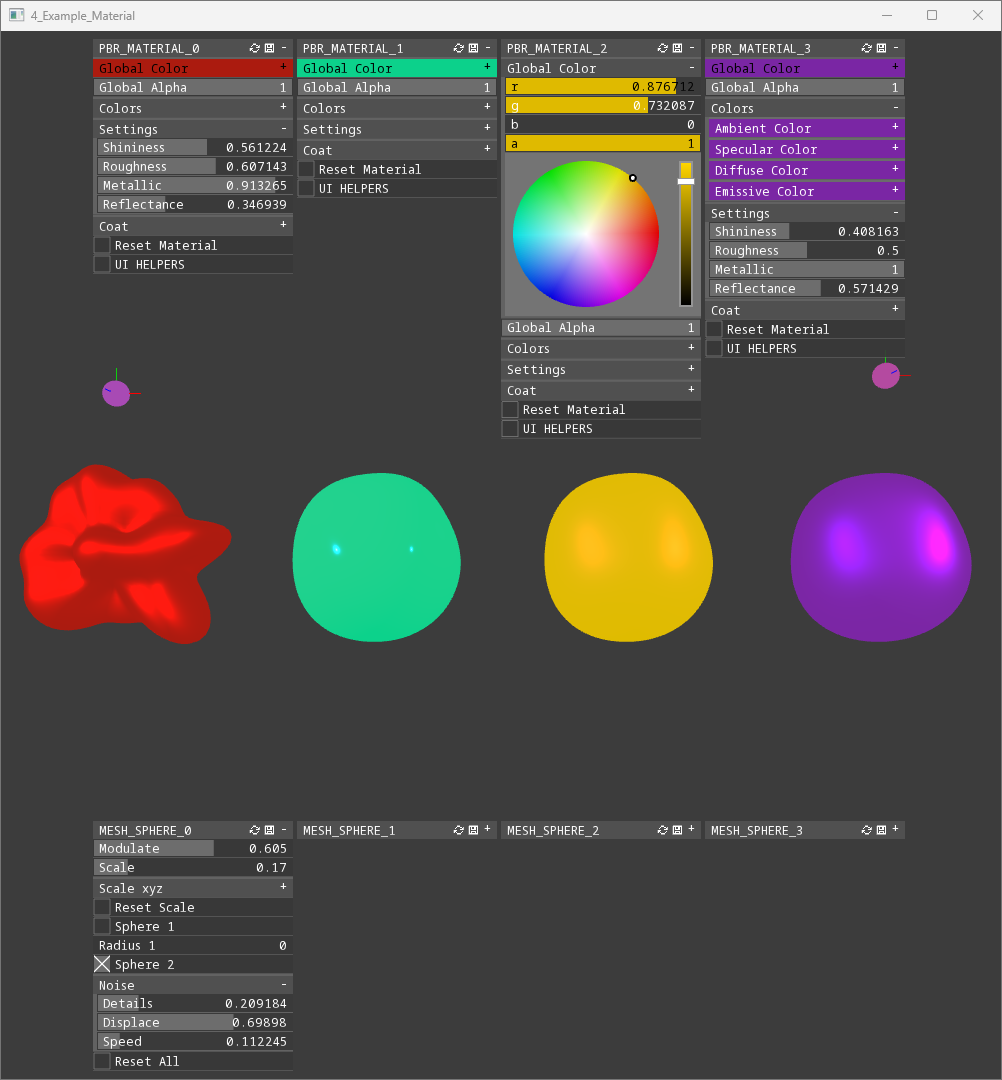 4_Example_Material
PBR_MATERIAL_0 -
Global Color +
Global Alpha 1
Colors +
Settings -
Shininess 0.561224
Roughness 0.607143
Metallic 0.913265
Reflectance 0.346939
Coat +
Reset Material
UI HELPERS
PBR_MATERIAL_1 -
Global Color +
Global Alpha 1
Colors +
Settings +
Coat +
Reset Material
UI HELPERS
PBR_MATERIAL_2 -
Global Color -
r 0.876712
g 0.732087
b 0
a 1
Global Alpha 1
Colors +
Settings +
Coat +
Reset Material
UI HELPERS
PBR_MATERIAL_3 -
Global Color +
Global Alpha 1
Colors -
Ambient Color +
Specular Color +
Diffuse Color +
Emissive Color +
Settings -
Shininess 0.408163
Roughness 0.5
Metallic 1
Reflectance 0.571429
Coat +
Reset Material
UI HELPERS
MESH_SPHERE_0 -
Modulate 0.605
Scale 0.17
Scale xyz +
Reset Scale
Sphere 1
Radius 1 0
Sphere 2
Noise -
Details 0.209184
Displace 0.69898
Speed 0.112245
Reset All
MESH_SPHERE_1 +
MESH_SPHERE_2 +
MESH_SPHERE_3 +